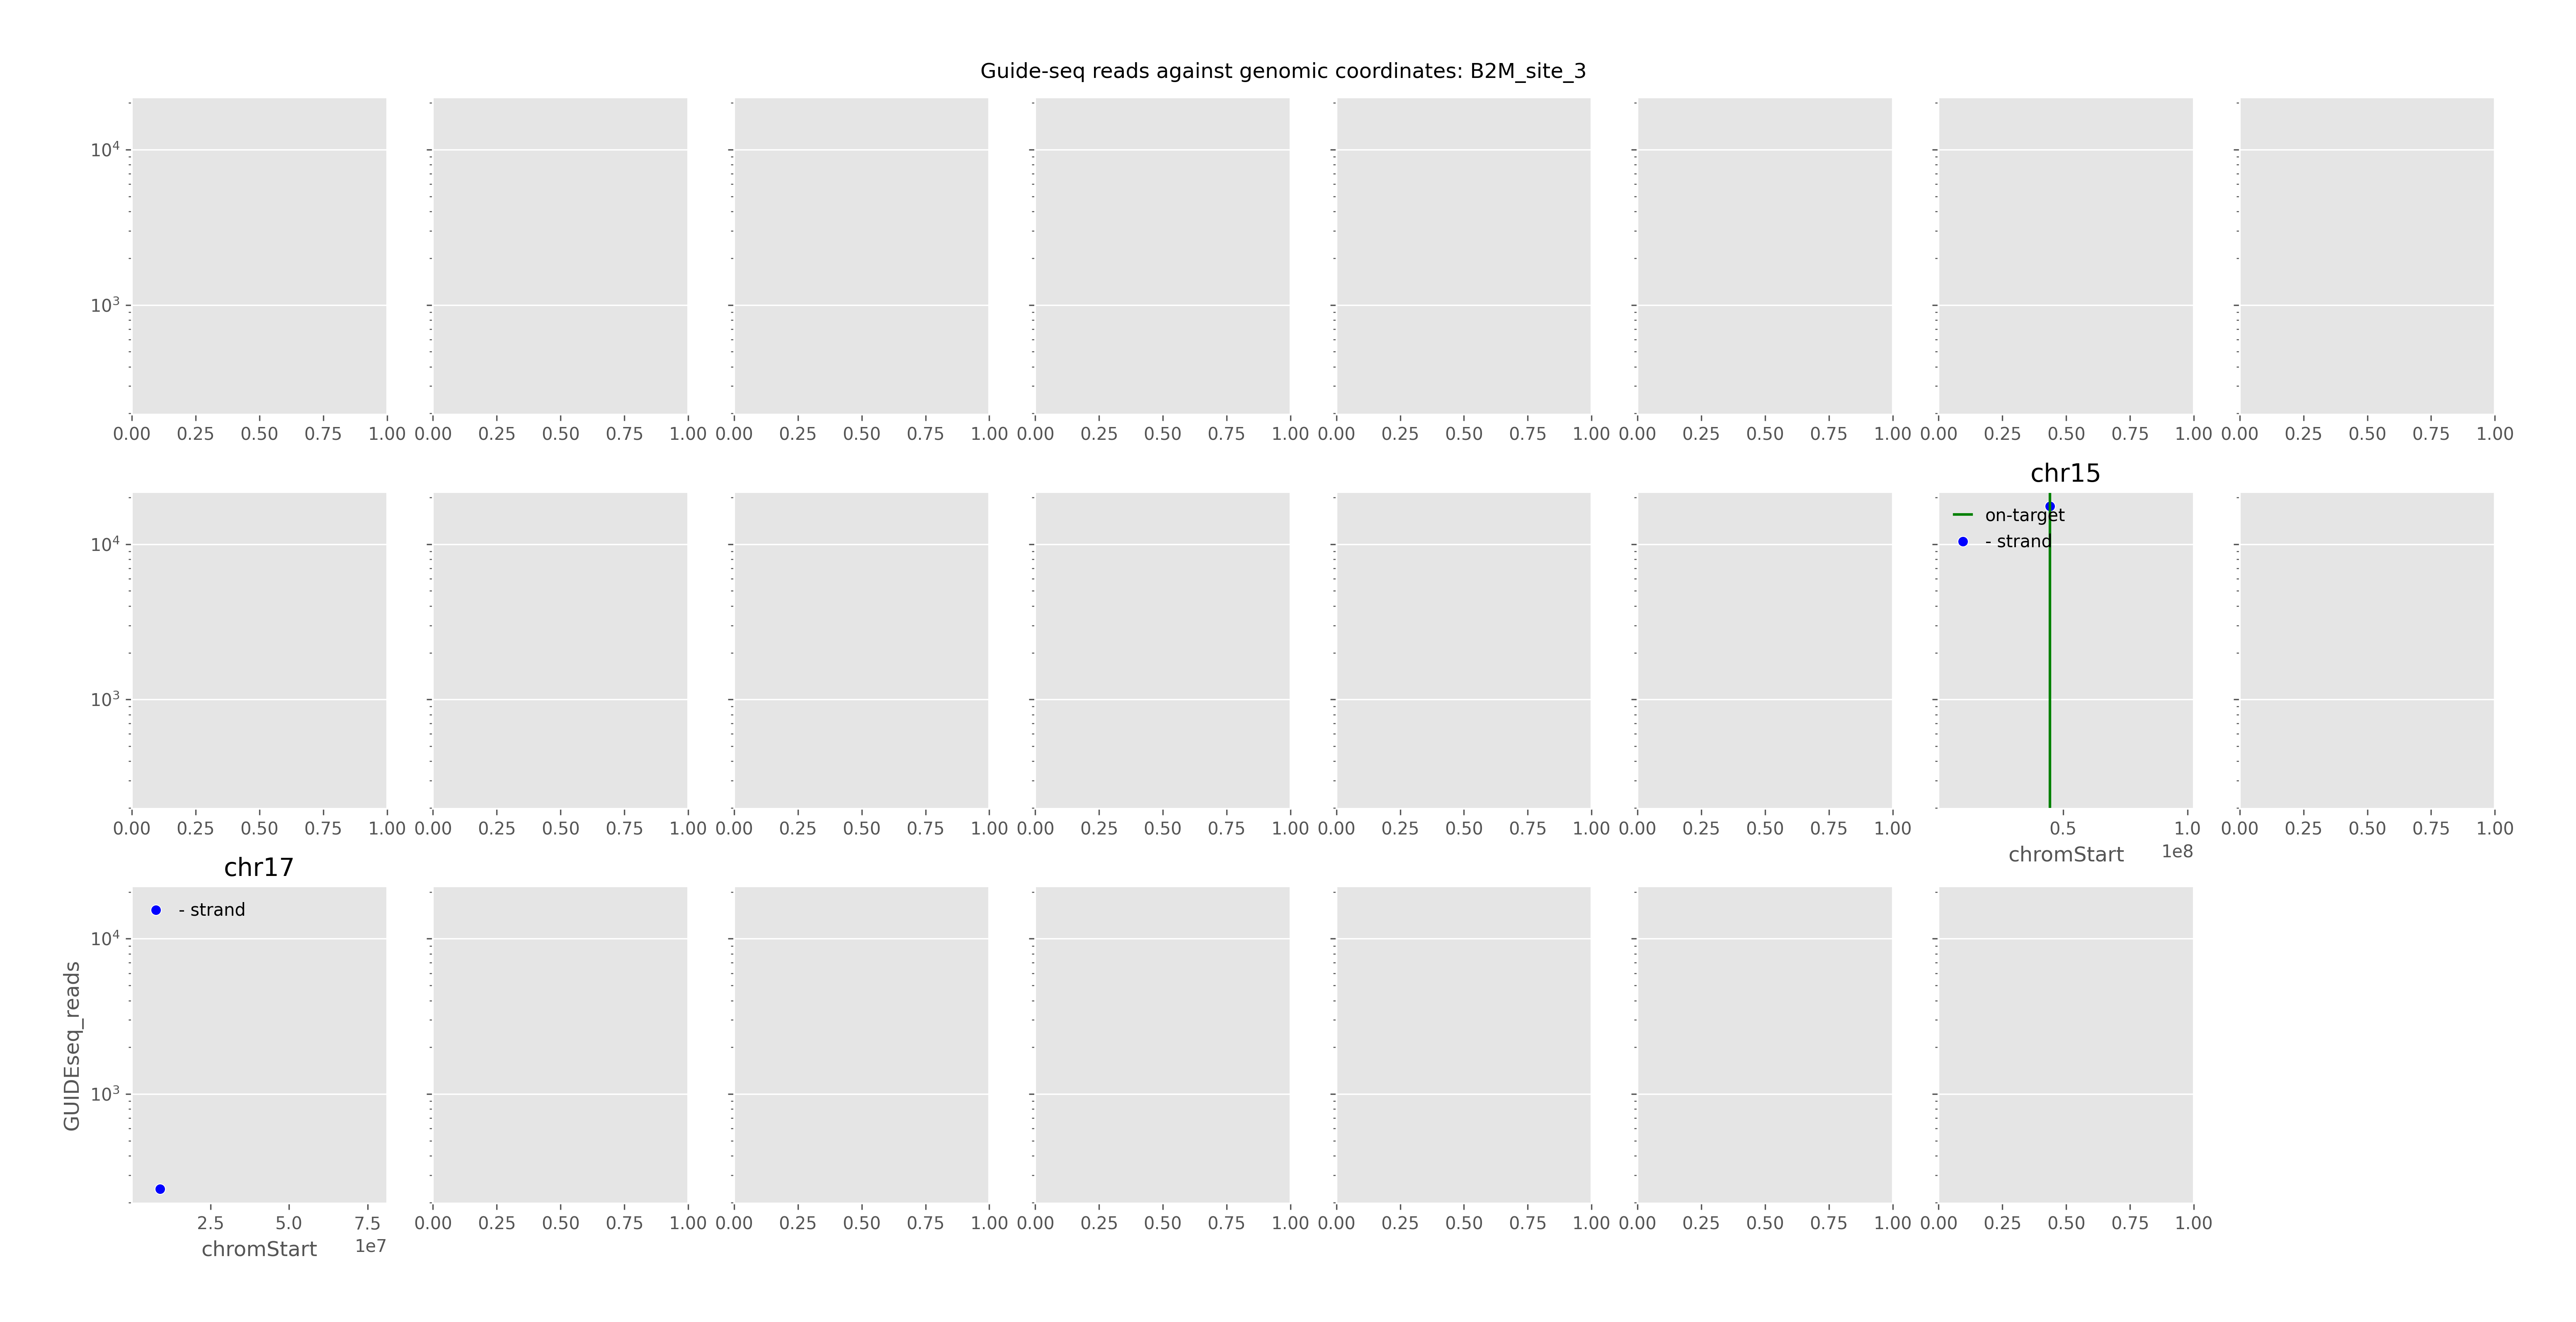 Guide-seq reads against genomic coordinates: B2M_site_3
10⁴
10³
0.00 0.25 0.50 0.75 1.00 0.00 0.25 0.50 0.75 1.00 0.00 0.25 0.50 0.75 1.00 0.00 0.25 0.50 0.75 1.00 0.00 0.25 0.50 0.75 1.00 0.00 0.25 0.50 0.75 1.00 0.00 0.25 0.50 0.75 1.00 0.00 0.25 0.50 0.75 1.00
chr15
on-target
- strand
10⁴
10³
0.00 0.25 0.50 0.75 1.00 0.00 0.25 0.50 0.75 1.00 0.00 0.25 0.50 0.75 1.00 0.00 0.25 0.50 0.75 1.00 0.00 0.25 0.50 0.75 1.00 0.00 0.25 0.50 0.75 1.00 0.5 1.0 0.00 0.25 0.50 0.75 1.00
chromStart 1e8
chr17
- strand
10⁴
10³
GUIDEseq_reads
2.5 5.0 7.5 0.00 0.25 0.50 0.75 1.00 0.00 0.25 0.50 0.75 1.00 0.00 0.25 0.50 0.75 1.00 0.00 0.25 0.50 0.75 1.00 0.00 0.25 0.50 0.75 1.00 0.00 0.25 0.50 0.75 1.00
chromStart 1e7